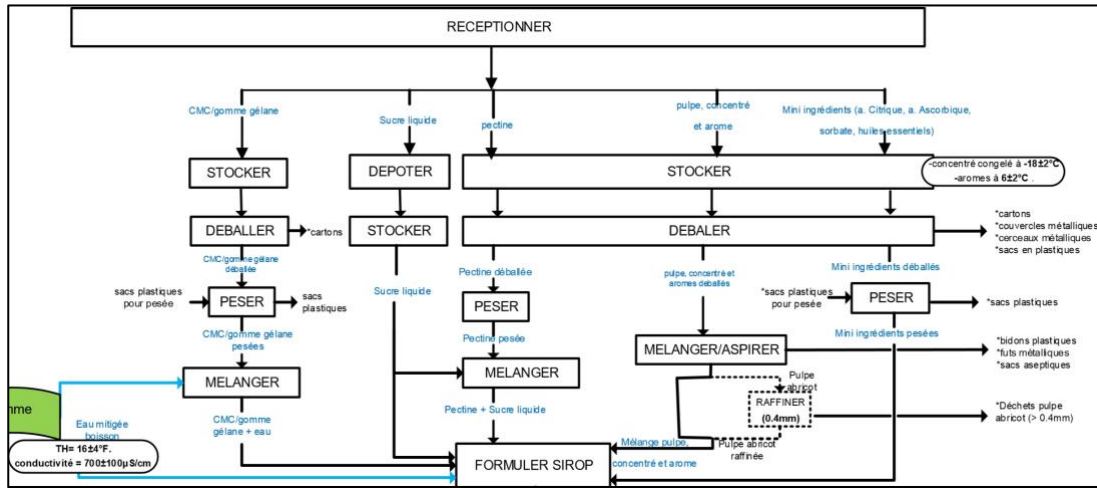 RECEPTIONNER
CMC/gomme gélane
Sucre liquide
pectine
pulpe, concentré
et arome
Mini ingrédients (a. Citrique, a. Ascorbique,
sorbate, huiles essentiels)
STOCKER
DEPOTER
STOCKER
-concentré congelé à -18±2°C
-aromes à 6±2°C .
DEBALLER
*cartons
STOCKER
DEBALER
*cartons
*couvercles métalliques
*cerceaux métalliques
*sacs en plastiques
CMC/gomme gélane
déballée
Sucre liquide
Pectine déballée
pulpe, concentré et
aromes déballés
Mini ingrédients déballés
sacs plastiques
pour pesée
PESER
sacs
plastiques
PESER
*sacs plastiques
pour pesée
PESER
*sacs plastiques
CMC/gomme gélane
pesées
Pectine pesée
Mini ingrédients pesées
MELANGER
MELANGER
MELANGER/ASPIRER
*bidons plastiques
*futs métalliques
*sacs aseptiques
Pulpe
abricot
RAFFINER
(0.4mm)
*Déchets pulpe
abricot (> 0.4mm)
Eau mitigée
boisson
CMC/gomme
gélane + eau
Pectine + Sucre liquide
Mélange pulpe,
concentré et arome
Pulpe abricot
raffinée
TH= 16±4°F.
conductivité = 700±100µS/cm
FORMULER SIROP